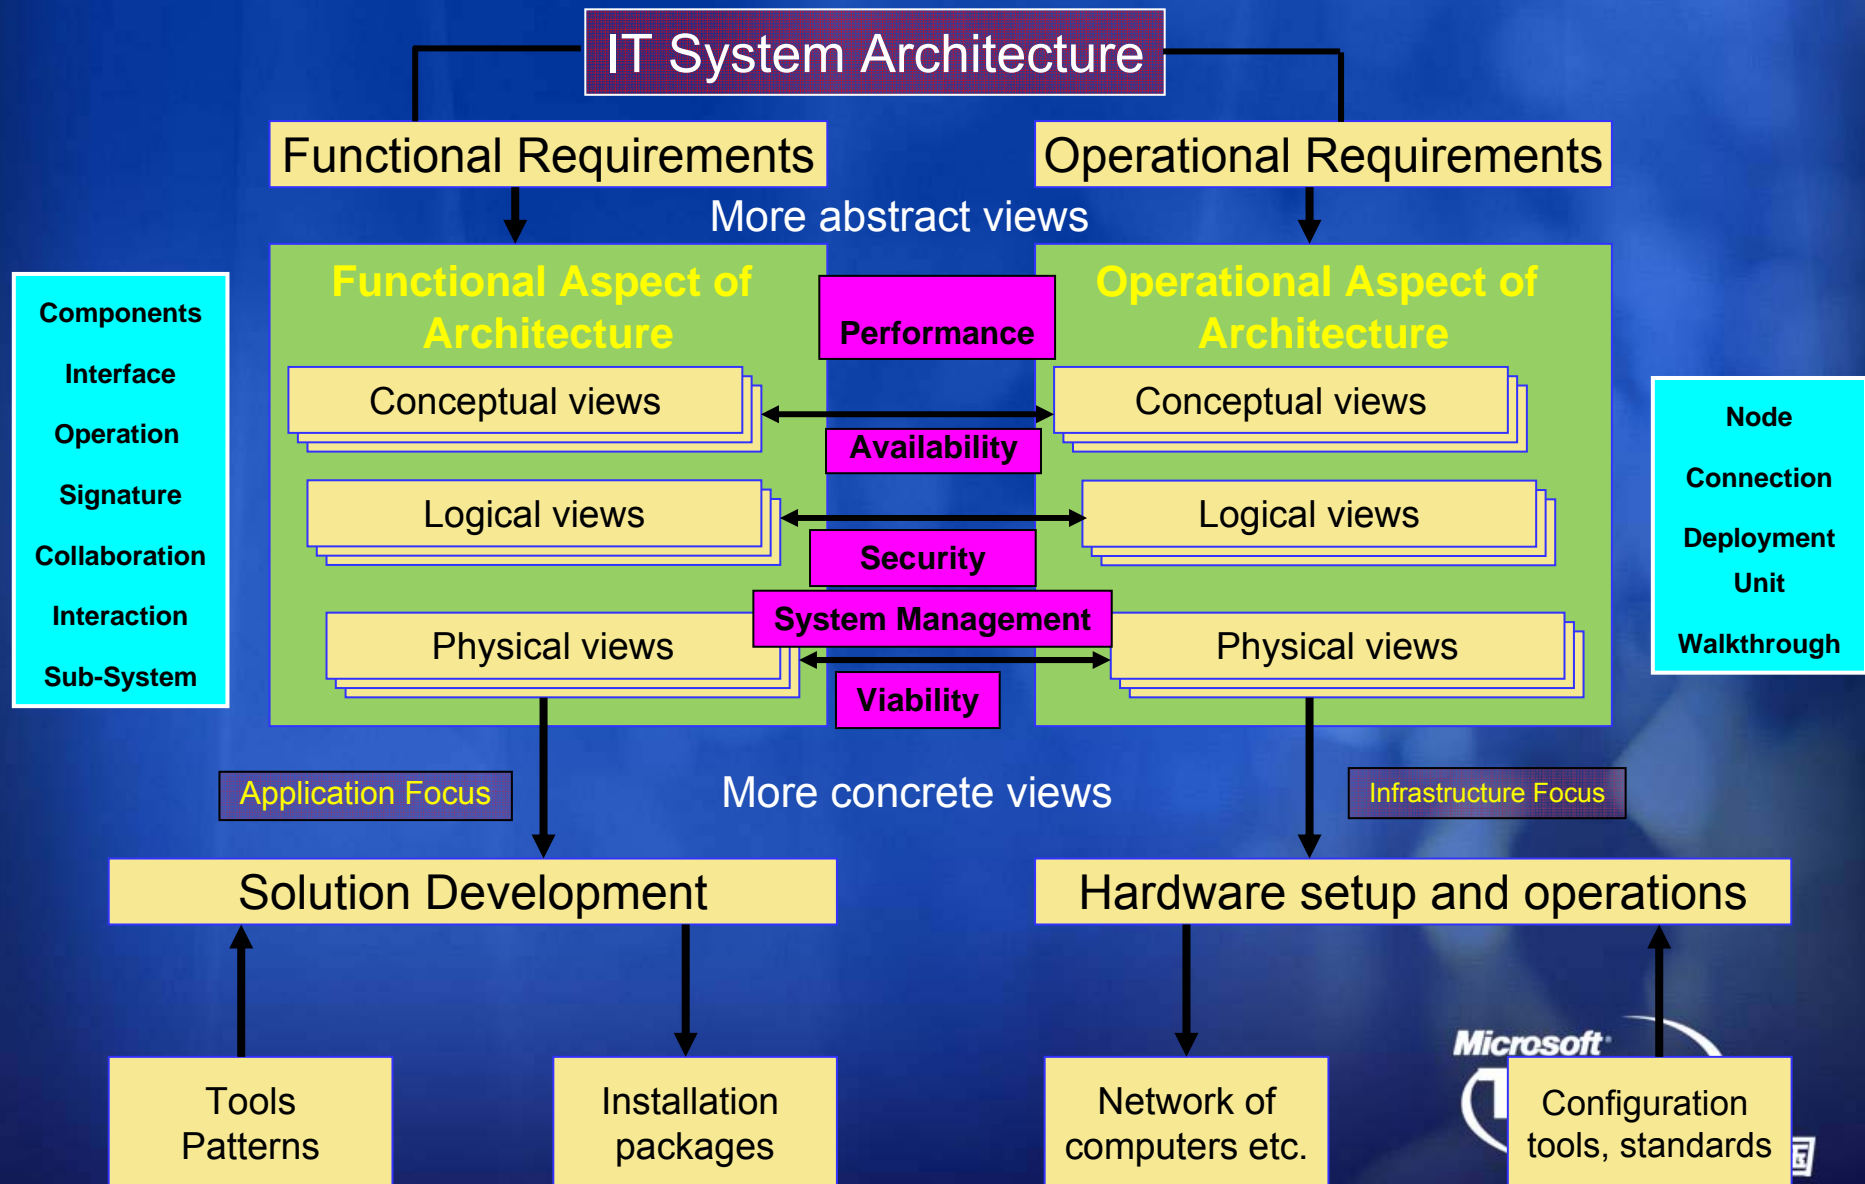 IT System Architecture
Functional Requirements
Operational Requirements
More abstract views
Components
Interface
Operation
Signature
Collaboration
Interaction
Sub-System
Functional Aspect of
Architecture
Conceptual views
Logical views
Physical views
Performance
Availability
Security
System Management
Viability
Operational Aspect of
Architecture
Conceptual views
Logical views
Physical views
Node
Connection
Deployment
Unit
Walkthrough
Application Focus
More concrete views
Infrastructure Focus
Solution Development
Hardware setup and operations
Tools
Patterns
Installation
packages
Network of
computers etc.
Microsoft
Configuration
tools, standards